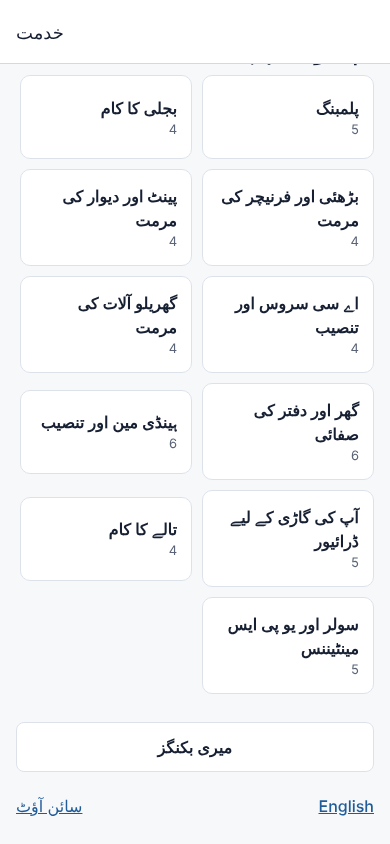 خدمت
پلمبنگ
5
بجلی کا کام
4
بڑھئی اور فرنیچر کی
مرمت
4
پینٹ اور دیوار کی
مرمت
4
اے سی سروس اور
تنصیب
4
گھریلو آلات کی
مرمت
4
گھر اور دفتر کی
صفائی
6
ہینڈی مین اور تنصیب
6
آپ کی گاڑی کے لیے
ڈرائیور
5
تالے کا کام
4
سولر اور یو پی ایس
مینٹیننس
5
میری بکنگز
English
سائن آؤٹ